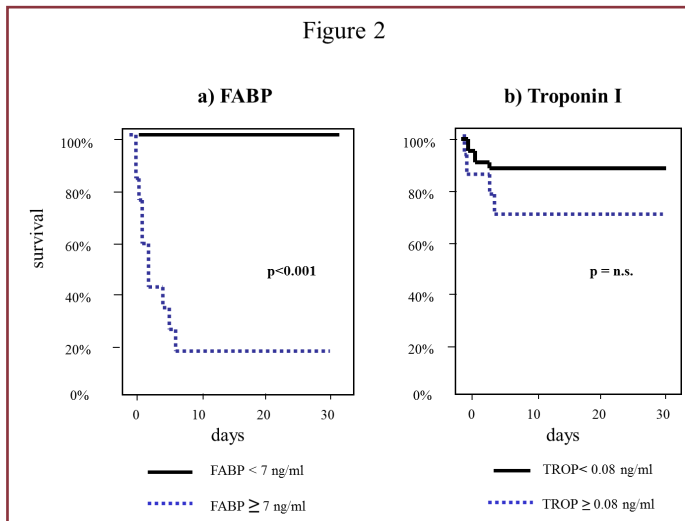 Figure 2
a) FABP
100%
80%
60%
40%
20%
0%
survival
p<0.001
0 10 20 30
days
FABP < 7 ng/ml
FABP ≥ 7 ng/ml
b) Troponin I
100%
80%
60%
40%
20%
0%
p = n.s.
0 10 20 30
days
TROP< 0.08 ng/ml
TROP ≥ 0.08 ng/ml